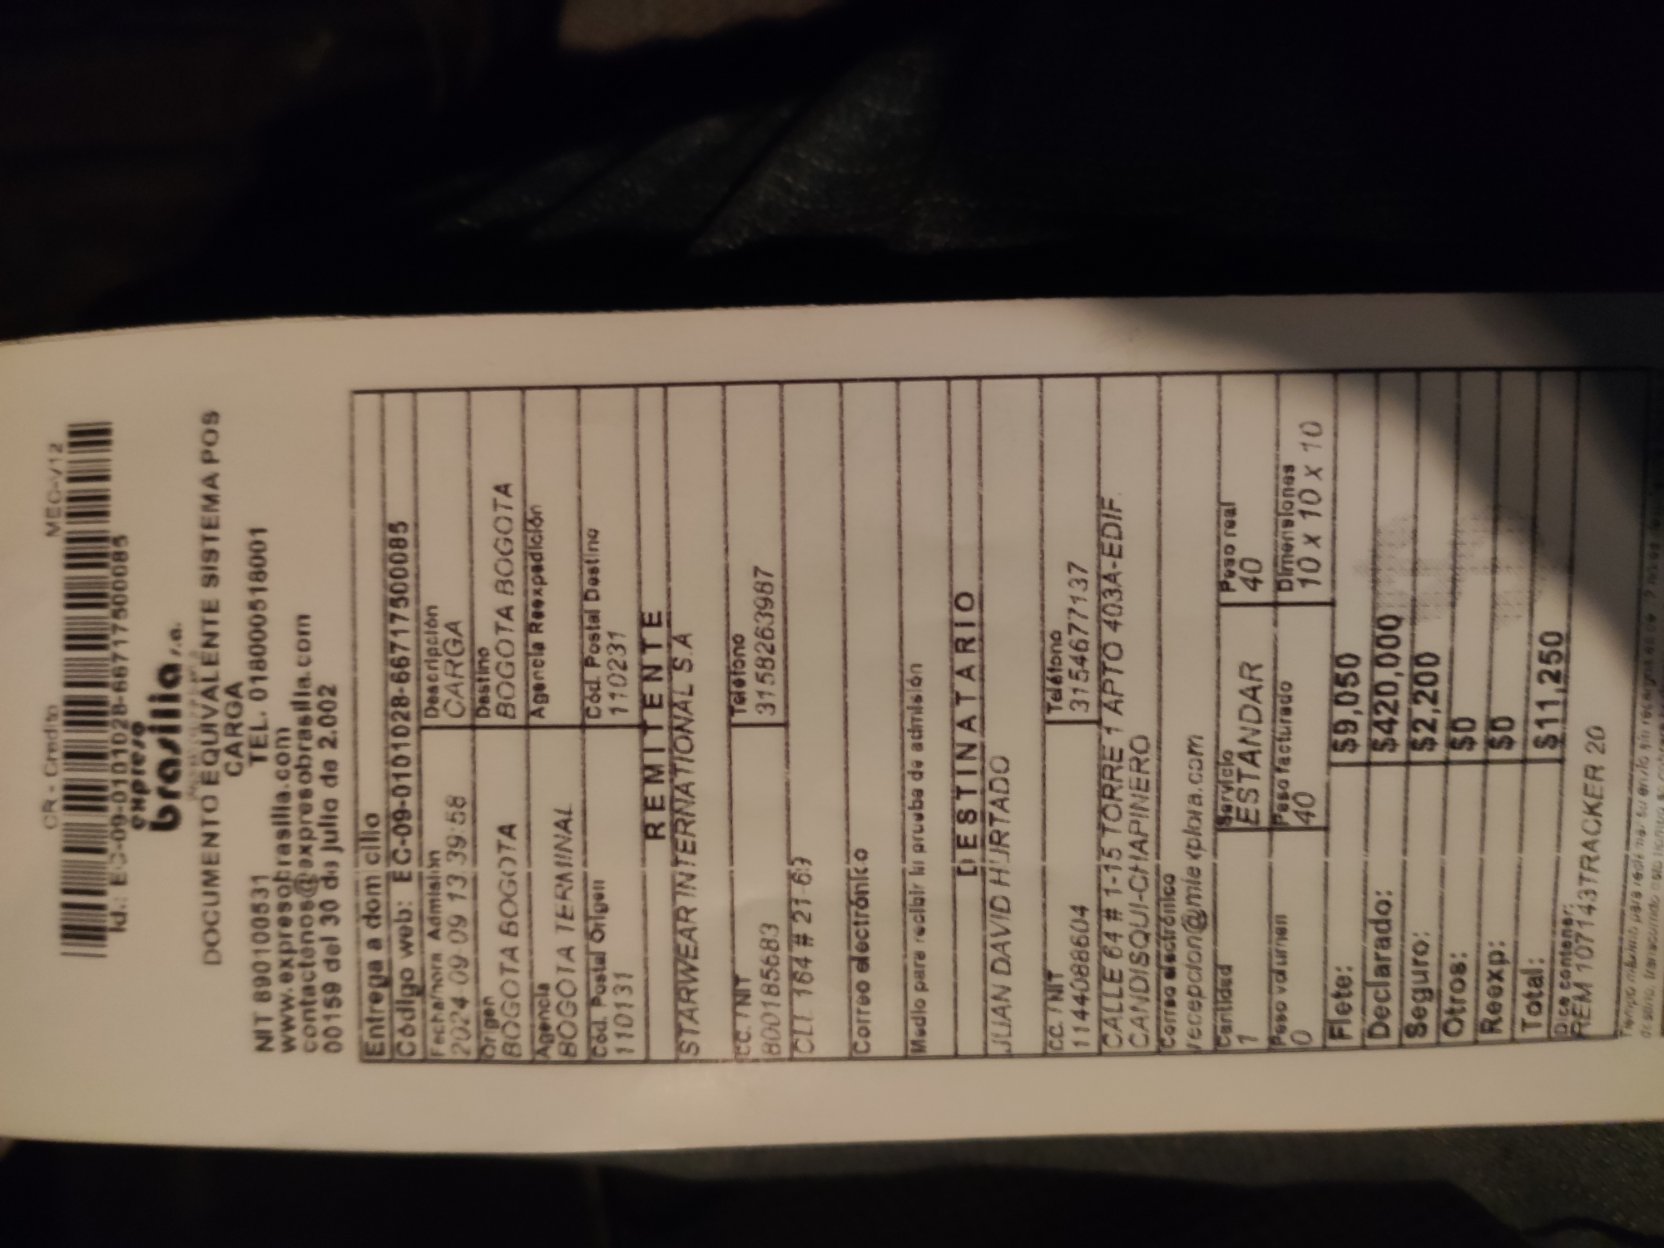 CR - Credito MEC-V12
Id.: EC-09-0101028-66717500085
expreso
brasilia s.a.
DOCUMENTO EQUIVALENTE SISTEMA POS
CARGA
NIT 890100531 TEL. 018000518001
www.expresobrasilia.com
contactenos@expresobrasilla.com
00159 del 30 de julio de 2.002
Entrega a domicilio
Código web: EC-09-0101028-66717500085
Fecha/hora Admisión Descripción
2024 09 09 13 39:58 CARGA
Origen Destino
BOGOTA BOGOTA BOGOTA BOGOTA
Agencia Agencia Reexpedición
BOGOTA TERMINAL
Cód. Postal Origen Cód. Postal Destino
110131 110231
REMITENTE
STARWEAR INTERNATIONAL S.A
CC. / NIT Teléfono
800185683 3158263987
CLL 164 # 21-63
Correo electrónico
Medio para recibir la prueba de admisión
DESTINATARIO
JUAN DAVID HURTADO
CC. / NIT Teléfono
1144088604 3154677137
CALLE 64 # 1-15 TORRE 1 APTO 403A-EDIF.
CANDISQUI-CHAPINERO
Correo electrónico
Cantidad Servicio Peso real
1 ESTANDAR 40
Peso volumen Peso facturado Dimensiones
0 40 10 x 10 x 10
Flete: $9,050
Declarado: $420,000
Seguro: $2,200
Otros: $0
Reexp: $0
Total: $11,250
Dice contener:
REM 107143TRACKER 20